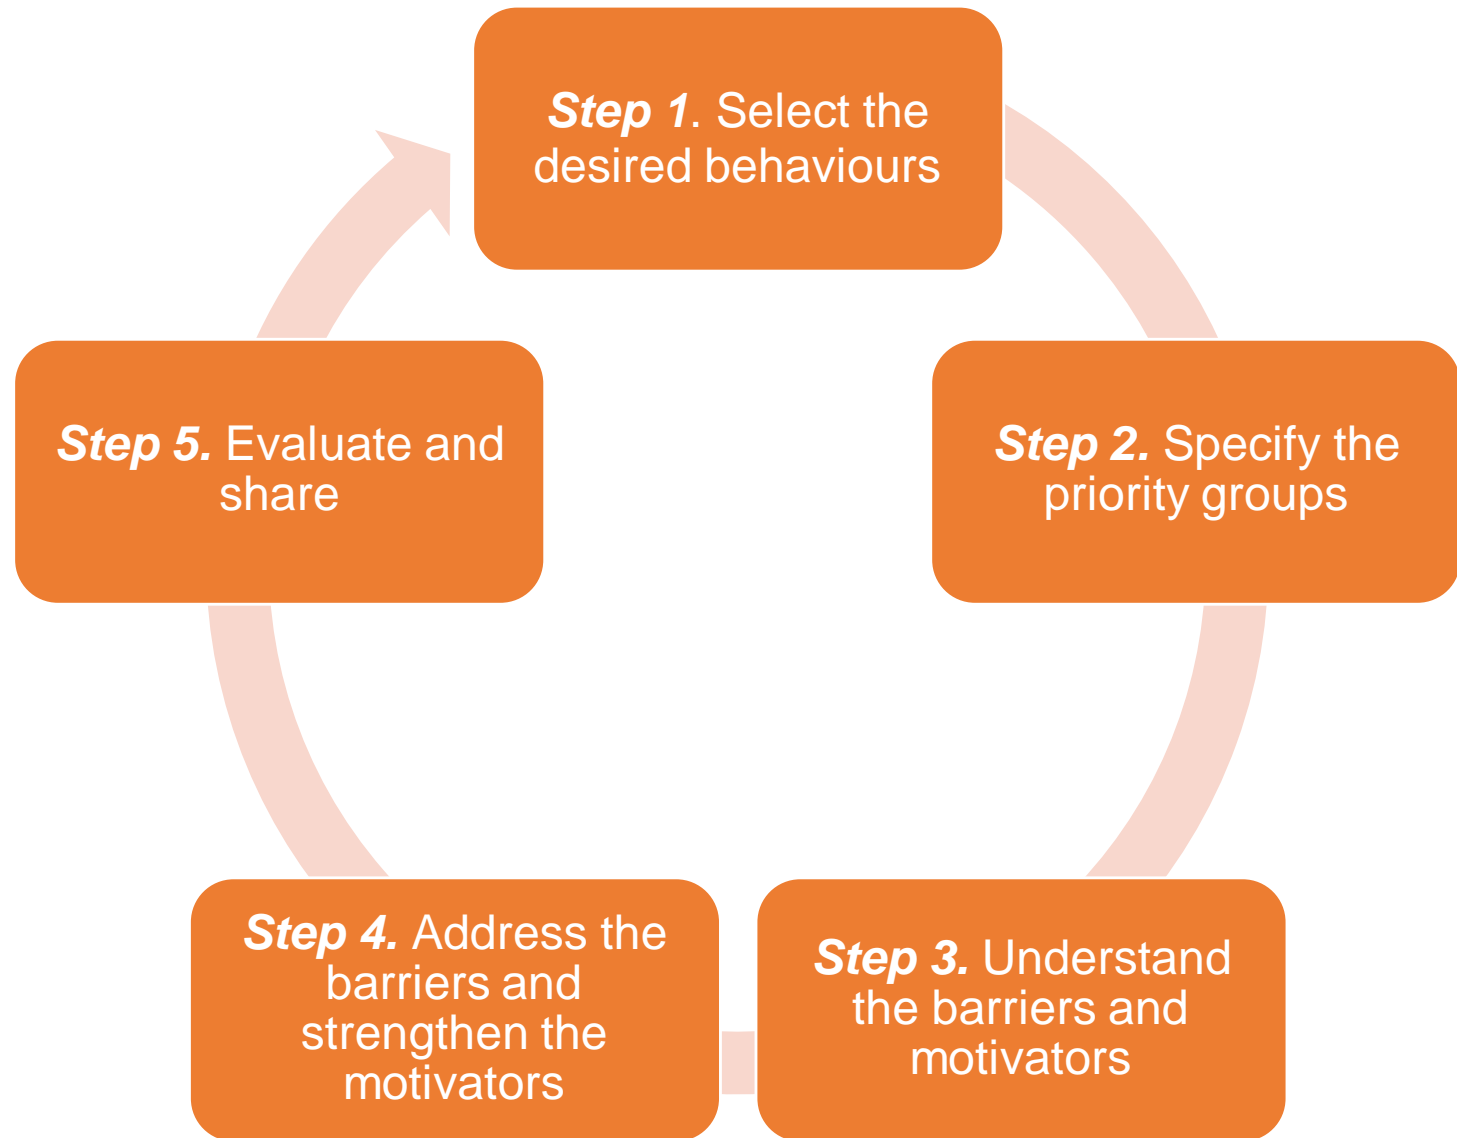 Step 1. Select the
desired behaviours
Step 2. Specify the
priority groups
Step 3. Understand
the barriers and
motivators
Step 4. Address the
barriers and
strengthen the
motivators
Step 5. Evaluate and
share